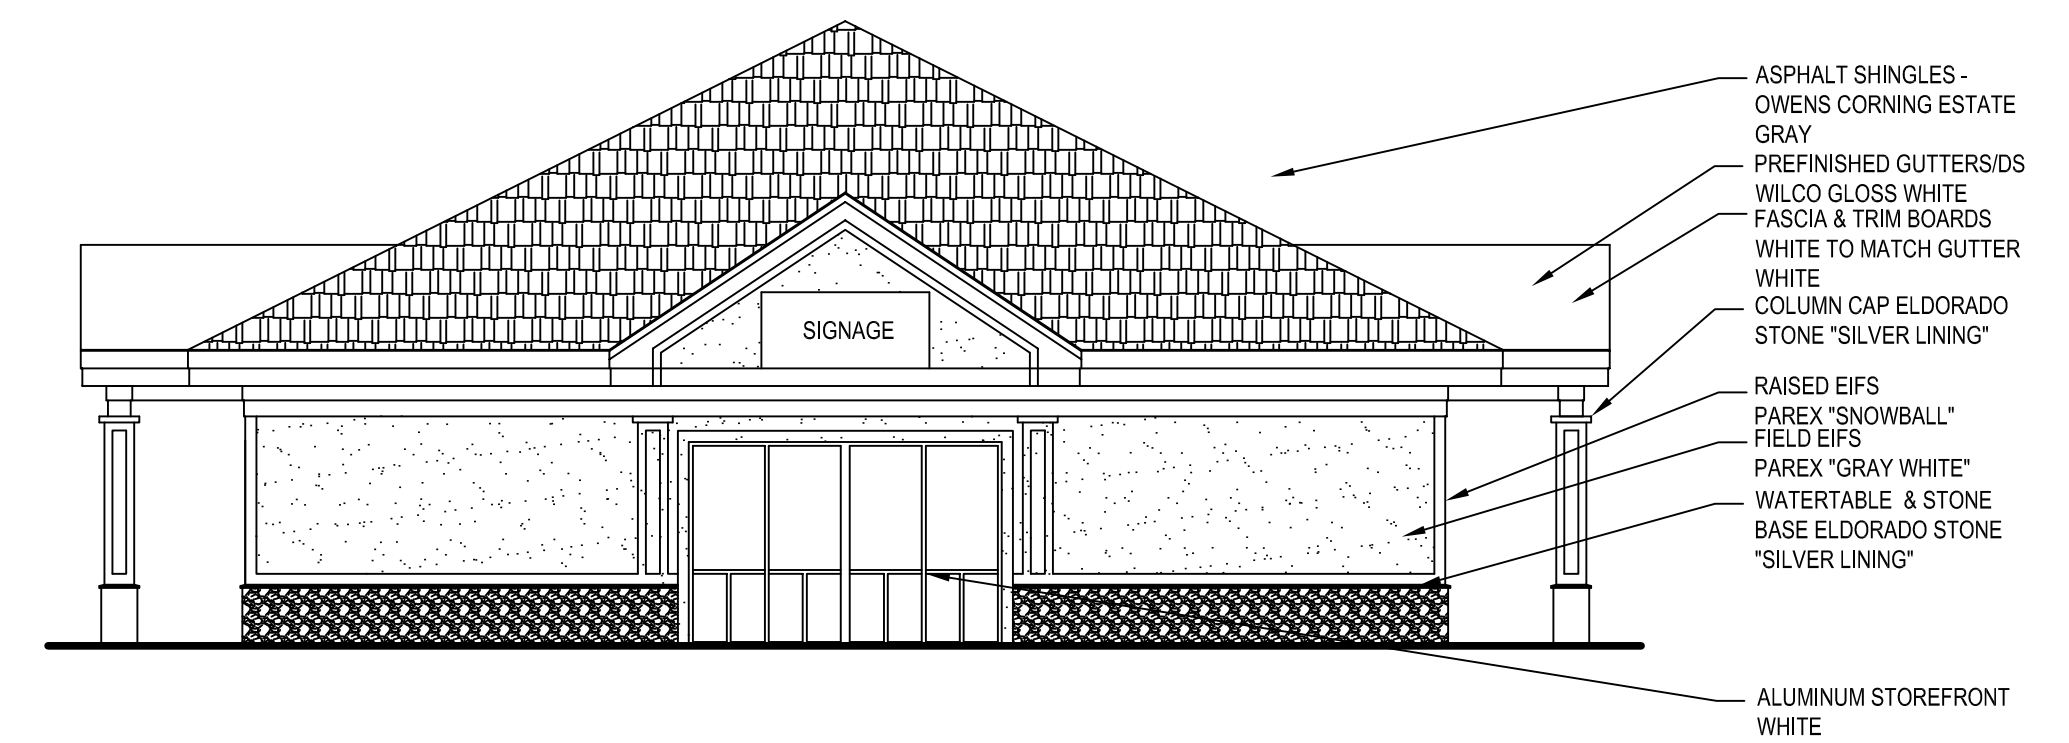 ASPHALT SHINGLES -
OWENS CORNING ESTATE
GRAY
PREFINISHED GUTTERS/DS
WILCO GLOSS WHITE
FASCIA & TRIM BOARDS
WHITE TO MATCH GUTTER
WHITE
COLUMN CAP ELDORADO
STONE "SILVER LINING"
SIGNAGE
RAISED EIFS
PAREX "SNOWBALL"
FIELD EIFS
PAREX "GRAY WHITE"
WATERTABLE & STONE
BASE ELDORADO STONE
"SILVER LINING"
ALUMINUM STOREFRONT
WHITE